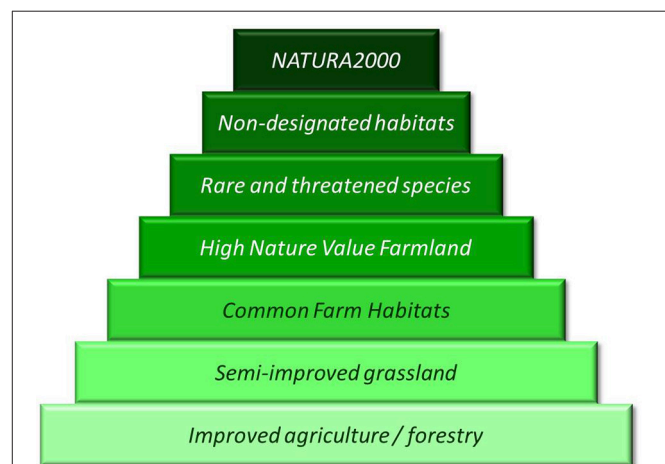 NATURA2000
Non-designated habitats
Rare and threatened species
High Nature Value Farmland
Common Farm Habitats
Semi-improved grassland
Improved agriculture / forestry